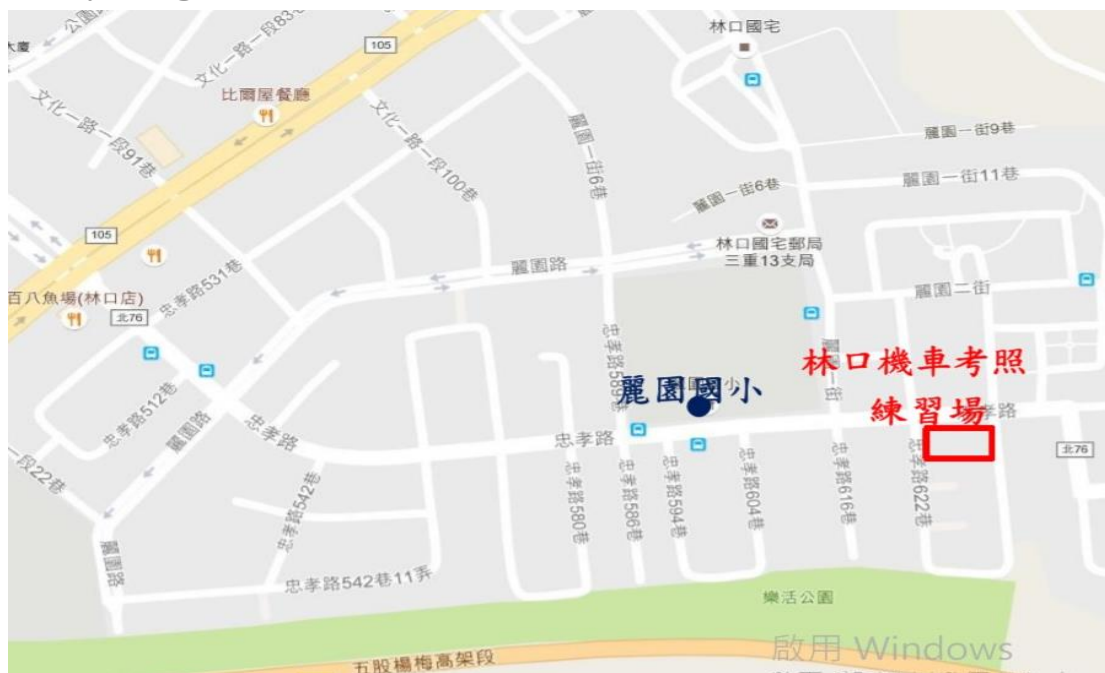 林口國宅
公園路
大廈
文化一路一段83巷
105
比爾屋餐廳
文化一路一段91巷
文化一路一段100巷
麗園一街6巷
麗園一街9巷
麗園一街11巷
麗園一街6巷
林口國宅郵局
三重13支局
105
麗園路
麗園二街
忠孝路531巷
百八魚場(林口店)
北76
忠孝路589巷
麗園一街
林口機車考照
練習場
麗園國小
忠孝路512巷
麗園路
忠孝路
忠孝路
孝路
北76
一段22巷
忠孝路542巷
忠孝路580巷
忠孝路586巷
忠孝路594巷
忠孝路604巷
忠孝路616巷
忠孝路622巷
麗園路
忠孝路542巷11弄
樂活公園
五股楊梅高架段
啟用 Windows